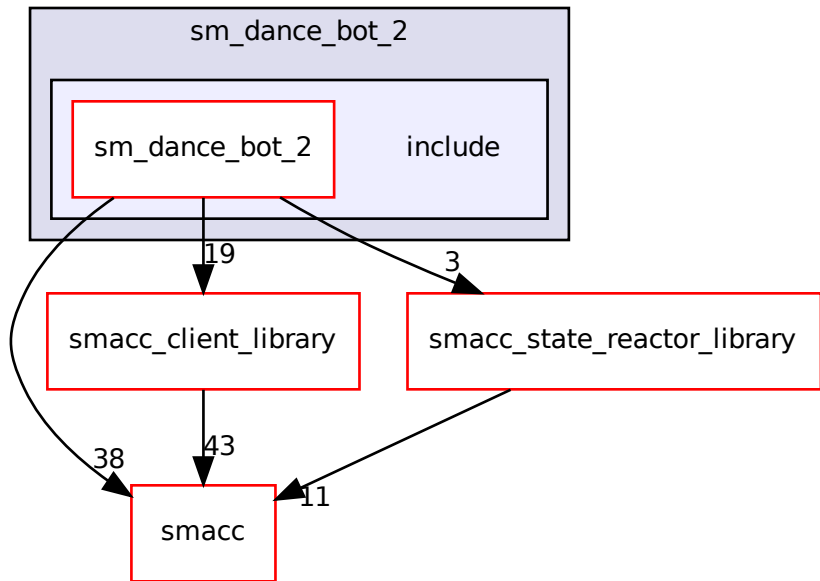 sm_dance_bot_2
sm_dance_bot_2
include
19
3
smacc_client_library
smacc_state_reactor_library
38
43
11
smacc